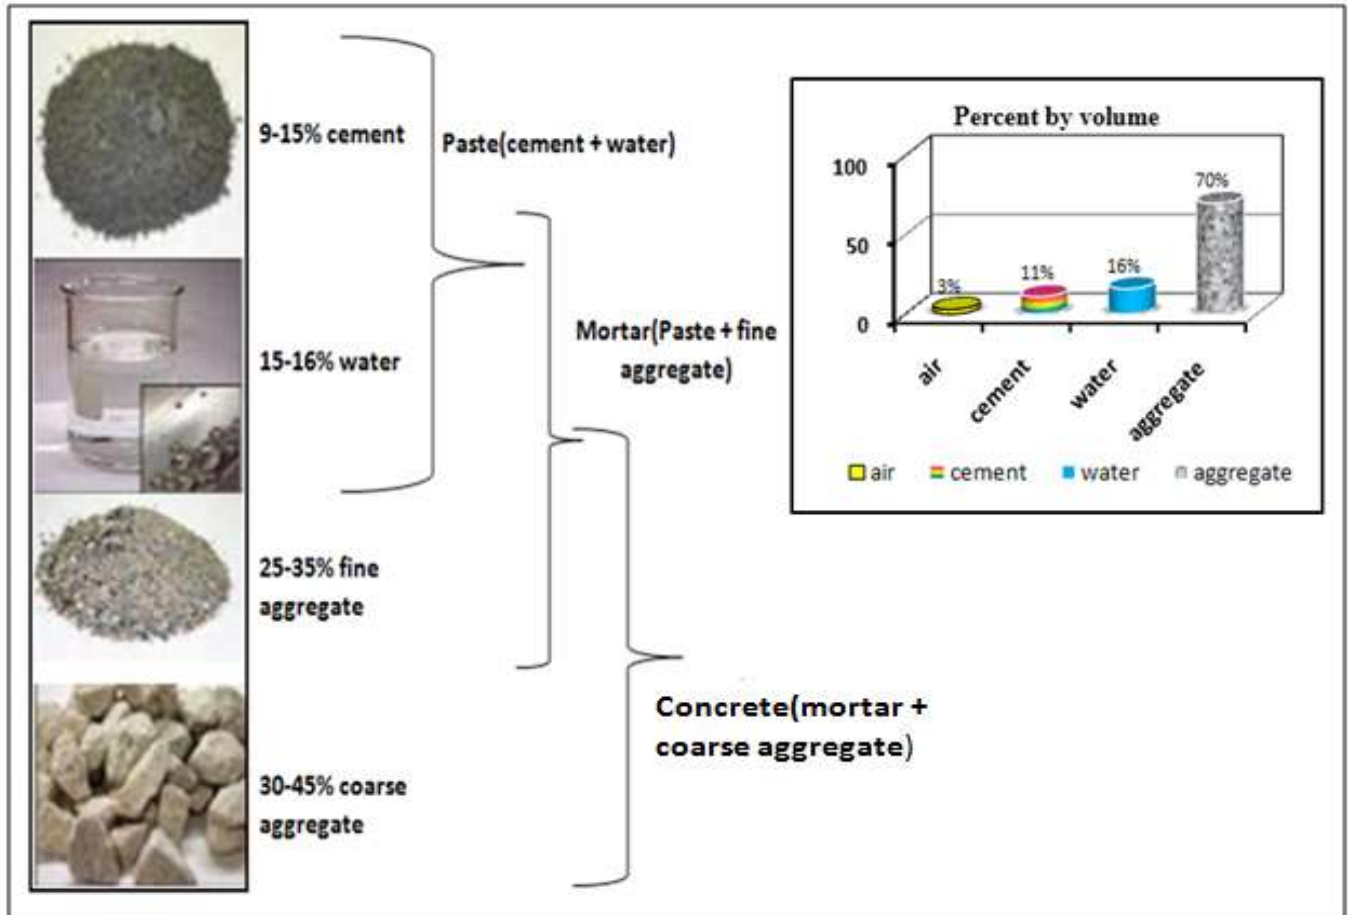 9-15% cement
Paste(cement + water)
15-16% water
Mortar(Paste + fine
aggregate)
25-35% fine
aggregate
Concrete(mortar +
coarse aggregate)
30-45% coarse
aggregate
Percent by volume
100
50
0
3%
11%
16%
70%
air
cement
water
aggregate
air cement water aggregate